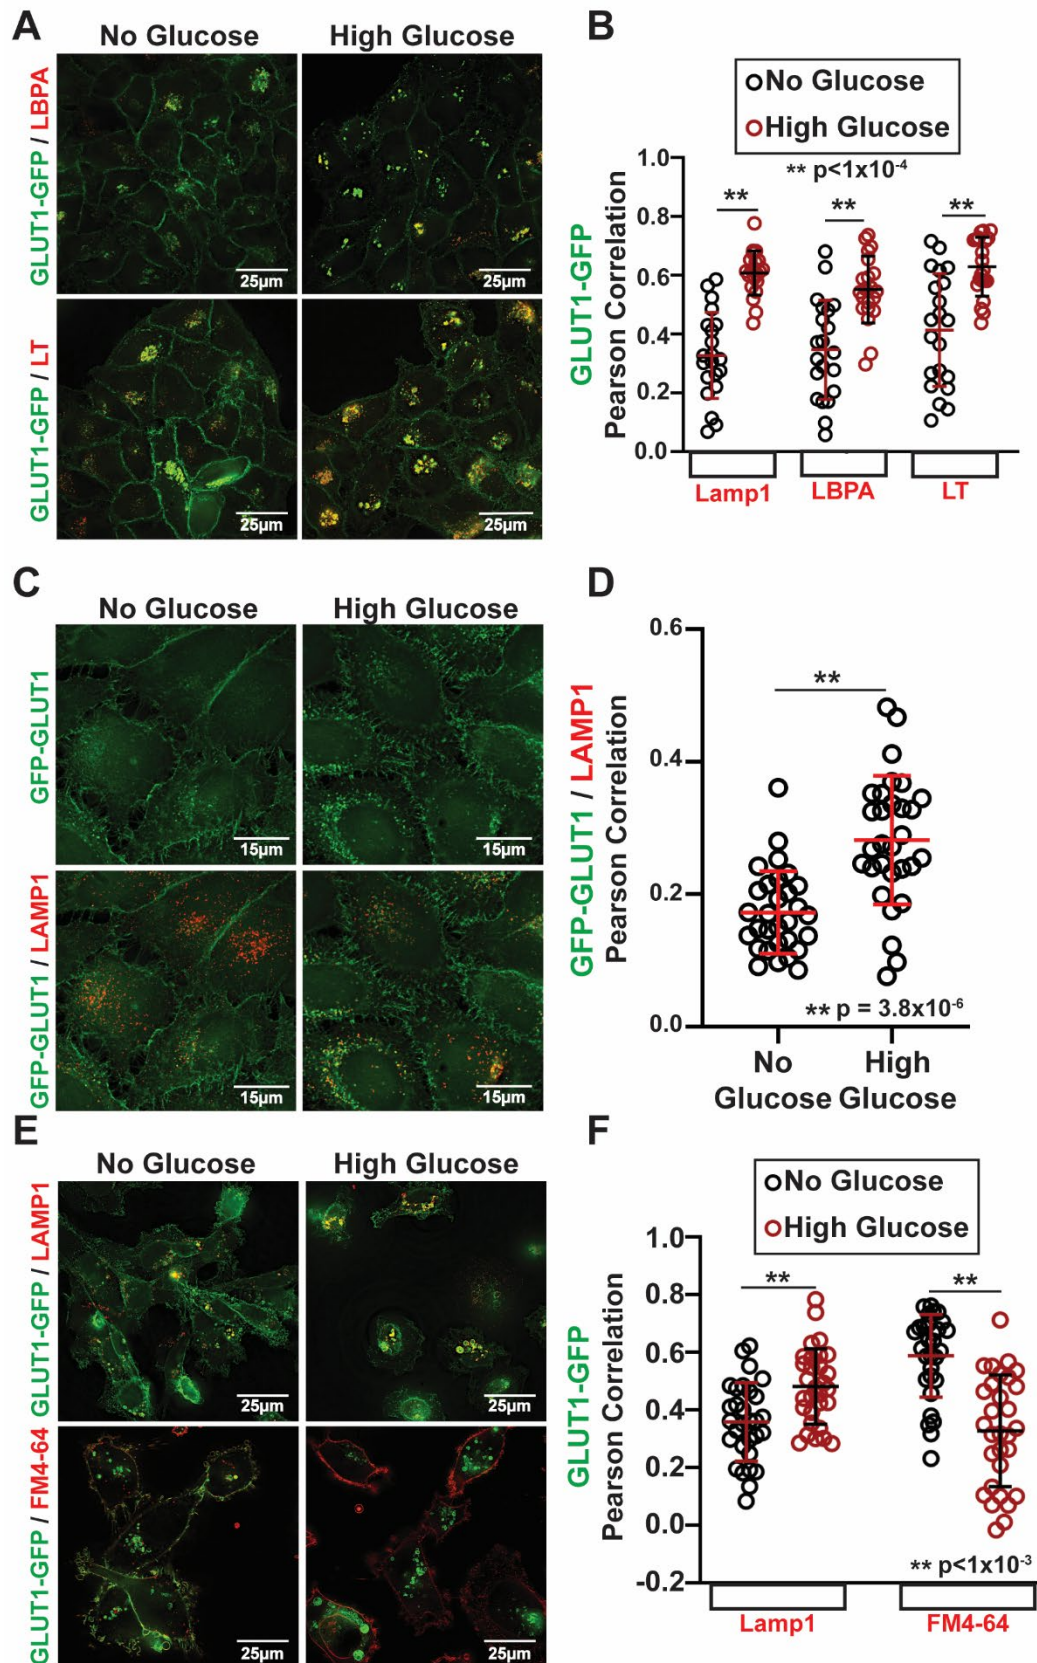 A
No Glucose
High Glucose
GLUT1-GFP / LBPA
25µm
25µm
GLUT1-GFP / LT
25µm
25µm
B
No Glucose
High Glucose
** p<1x10-4
GLUT1-GFP
Pearson Correlation
1.0
0.8
0.6
0.4
0.2
0.0
**
**
**
Lamp1
LBPA
LT
C
No Glucose
High Glucose
GFP-GLUT1
15µm
15µm
GFP-GLUT1 / LAMP1
15µm
15µm
D
GFP-GLUT1 / LAMP1
Pearson Correlation
0.6
0.4
0.2
0.0
**
** p = 3.8x10-6
No
Glucose
High
Glucose
E
No Glucose
High Glucose
GLUT1-GFP / LAMP1
25µm
25µm
GLUT1-GFP / FM4-64
25µm
25µm
F
No Glucose
High Glucose
GLUT1-GFP
Pearson Correlation
1.0
0.8
0.6
0.4
0.2
0.0
-0.2
**
**
** p<1x10-3
Lamp1
FM4-64